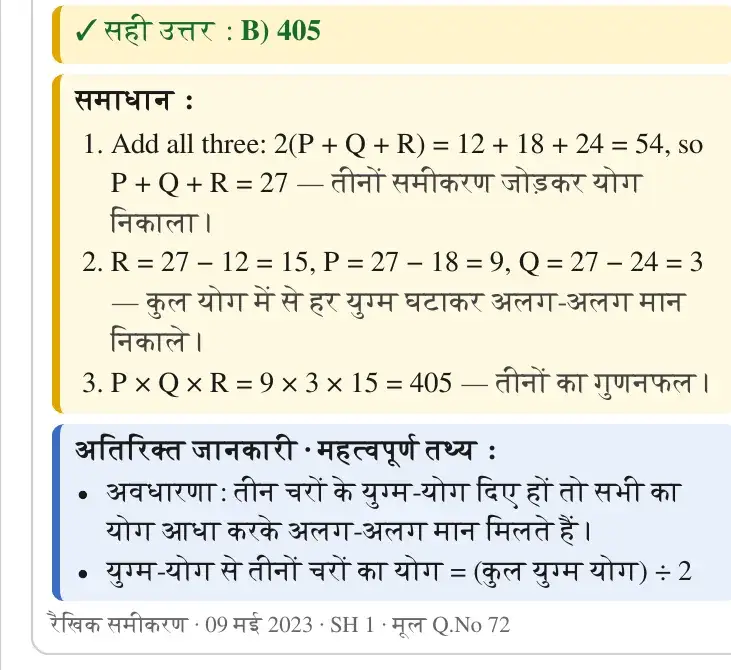 ✓ सही उत्तर : B) 405
समाधान :
1. Add all three: 2(P + Q + R) = 12 + 18 + 24 = 54, so
P + Q + R = 27 — तीनों समीकरण जोड़कर योग
निकाला।
2. R = 27 − 12 = 15, P = 27 − 18 = 9, Q = 27 − 24 = 3
— कुल योग में से हर युग्म घटाकर अलग-अलग मान
निकाले।
3. P × Q × R = 9 × 3 × 15 = 405 — तीनों का गुणनफल।
अतिरिक्त जानकारी · महत्वपूर्ण तथ्य :
• अवधारणा : तीन चरों के युग्म-योग दिए हों तो सभी का
योग आधा करके अलग-अलग मान मिलते हैं।
• युग्म-योग से तीनों चरों का योग = (कुल युग्म योग) ÷ 2
रैखिक समीकरण · 09 मई 2023 · SH 1 · मूल Q.No 72